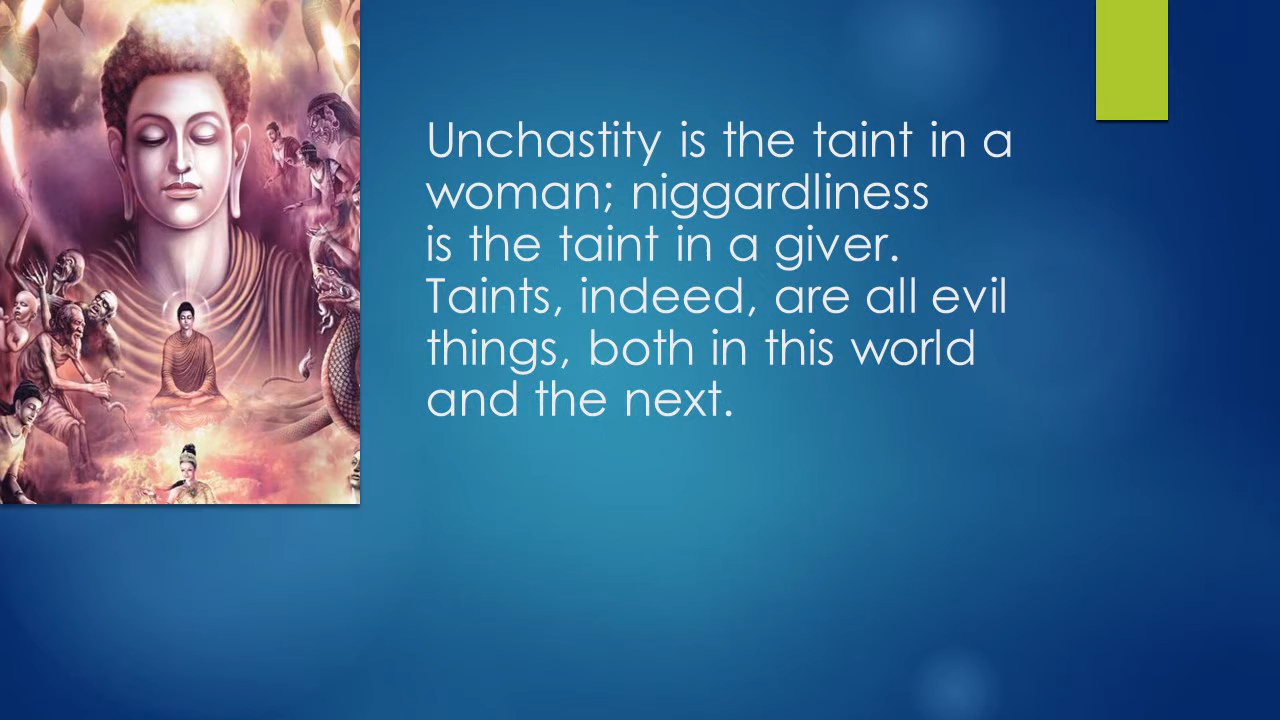 Unchastity is the taint in a
woman; niggardliness
is the taint in a giver.
Taints, indeed, are all evil
things, both in this world
and the next.